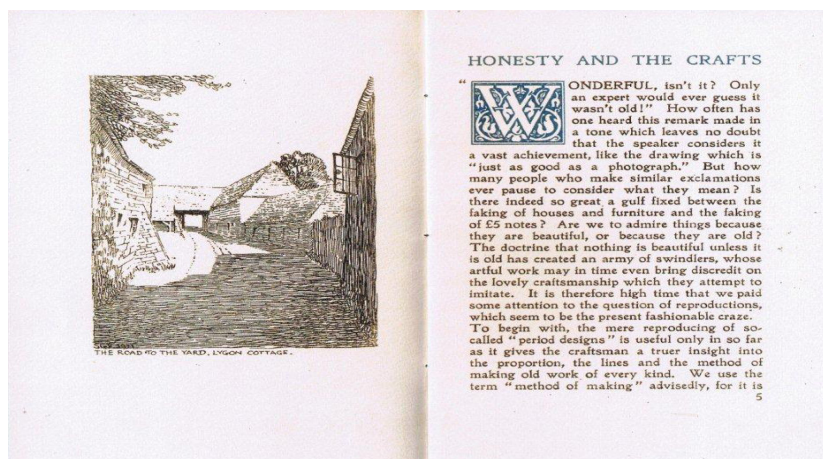 THE ROAD TO THE YARD, LYGON COTTAGE.
HONESTY AND THE CRAFTS
"WONDERFUL, isn't it? Only
an expert would ever guess it
wasn't old!" How often has
one heard this remark made in
a tone which leaves no doubt
that the speaker considers it
a vast achievement, like the drawing which is
"just as good as a photograph." But how
many people who make similar exclamations
ever pause to consider what they mean? Is
there indeed so great a gulf fixed between the
faking of houses and furniture and the faking
of £5 notes? Are we to admire things because
they are beautiful, or because they are old?
The doctrine that nothing is beautiful unless it
is old has created an army of swindlers, whose
artful work may in time even bring discredit on
the lovely craftsmanship which they attempt to
imitate. It is therefore high time that we paid
some attention to the question of reproductions,
which seem to be the present fashionable craze.
To begin with, the mere reproducing of so-
called "period designs" is useful only in so far
as it gives the craftsman a truer insight into
the proportion, the lines and the method of
making old work of every kind. We use the
term "method of making" advisedly, for it is
5